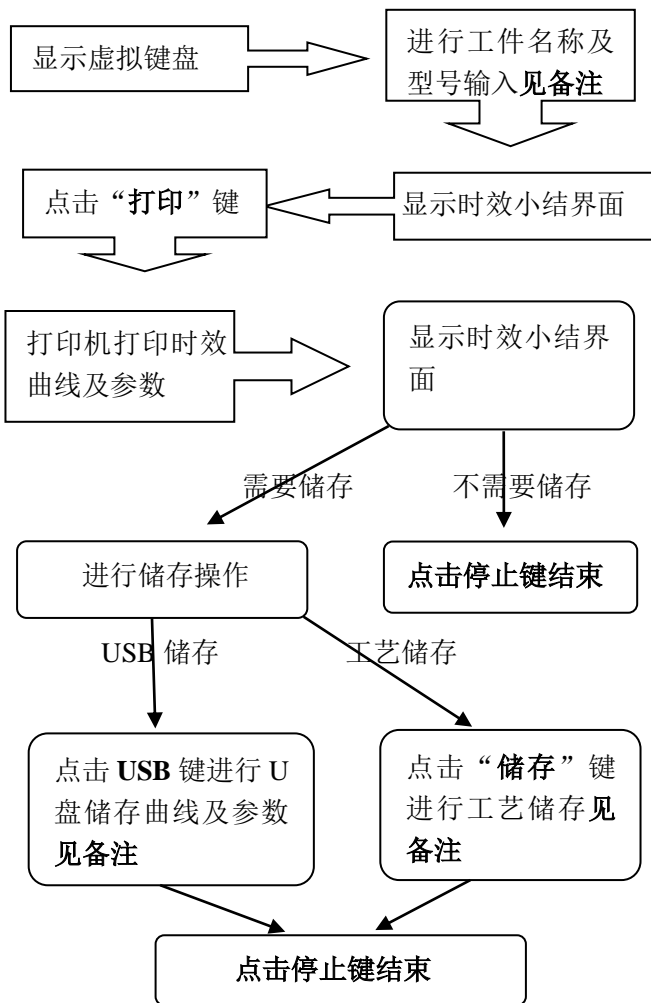 显示虚拟键盘
进行工件名称及
型号输入见备注
点击“打印”键
显示时效小结界面
打印机打印时效
曲线及参数
显示时效小结界
面
需要储存
不需要储存
进行储存操作
点击停止键结束
USB 储存
工艺储存
点击 USB 键进行 U
盘储存曲线及参数
见备注
点击“储存”键
进行工艺储存见
备注
点击停止键结束